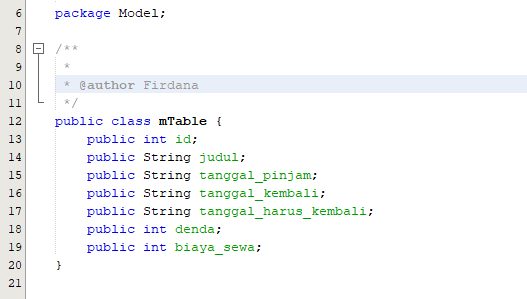 6 package Model;
7
8 /**
9 *
10 * @author Firdana
11 */
12 public class mTable {
13 public int id;
14 public String judul;
15 public String tanggal_pinjam;
16 public String tanggal_kembali;
17 public String tanggal_harus_kembali;
18 public int denda;
19 public int biaya_sewa;
20 }
21